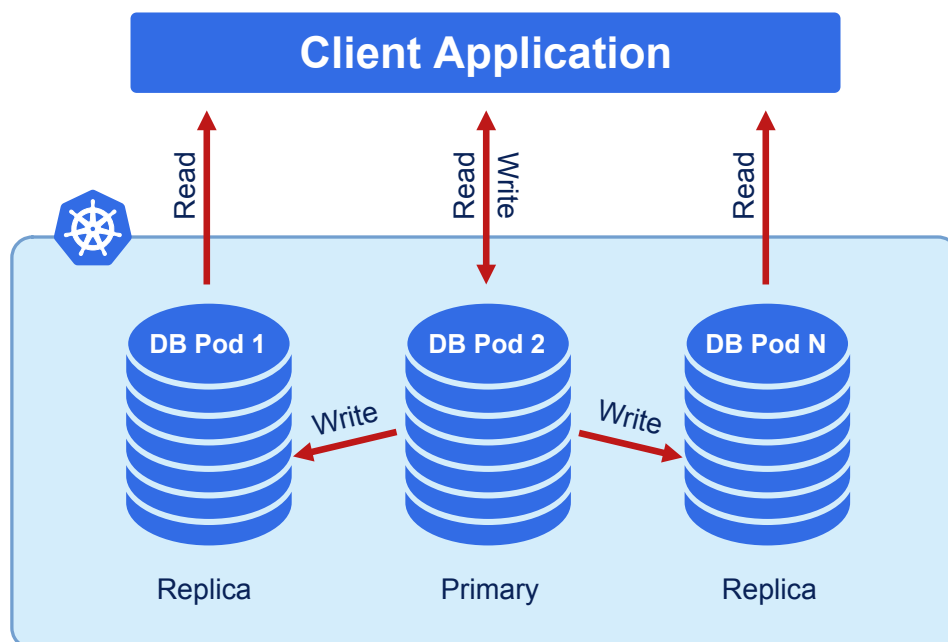 Client Application
Read
Read
Write
Read
DB Pod 1
DB Pod 2
DB Pod N
Write
Write
Replica
Primary
Replica